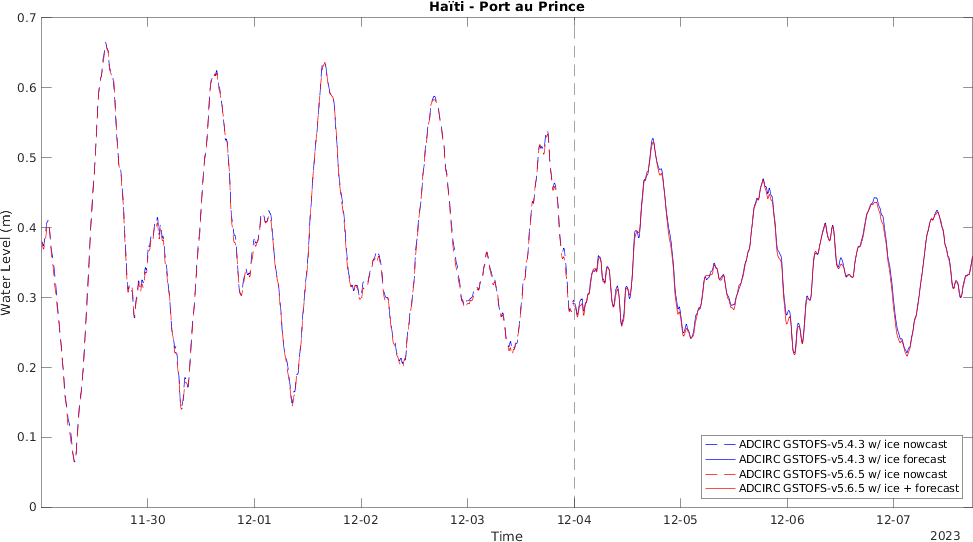 Haïti - Port au Prince
0.7
0.6
0.5
0.4
0.3
0.2
0.1
0
Water Level (m)
ADCIRC GSTOFS-v5.4.3 w/ ice nowcast
ADCIRC GSTOFS-v5.4.3 w/ ice forecast
ADCIRC GSTOFS-v5.6.5 w/ ice nowcast
ADCIRC GSTOFS-v5.6.5 w/ ice + forecast
11-30 12-01 12-02 12-03 12-04 12-05 12-06 12-07
Time
2023